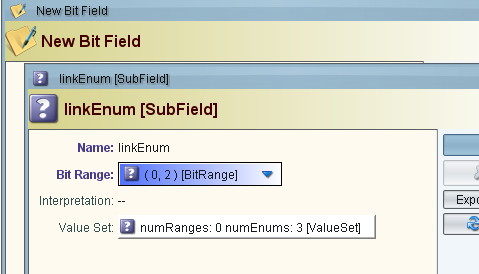 New Bit Field
New Bit Field
linkEnum [SubField]
linkEnum [SubField]
Name: linkEnum
Bit Range: ( 0, 2 ) [BitRange]
Interpretation: --
Expo
Value Set: numRanges: 0 numEnums: 3 [ValueSet]